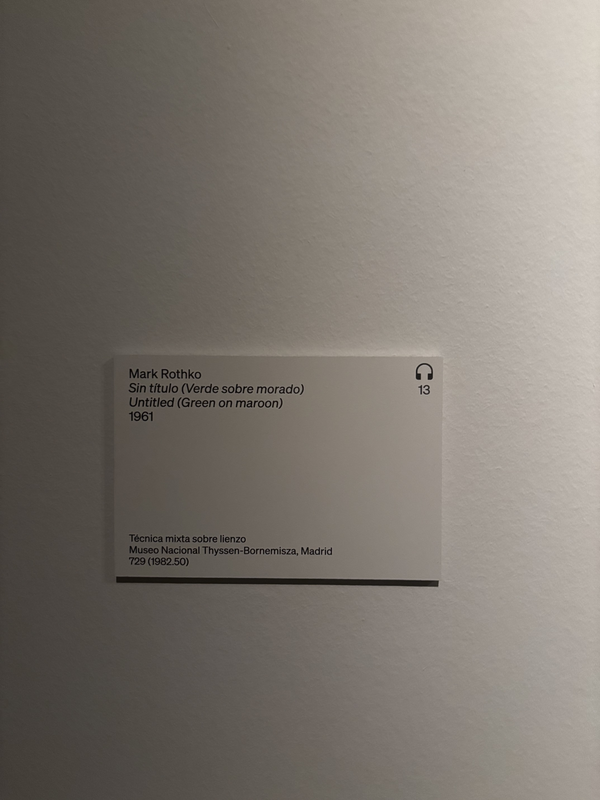 Mark Rothko
Sin título (Verde sobre morado)
Untitled (Green on maroon)
1961
13
Técnica mixta sobre lienzo
Museo Nacional Thyssen-Bornemisza, Madrid
729 (1982.50)